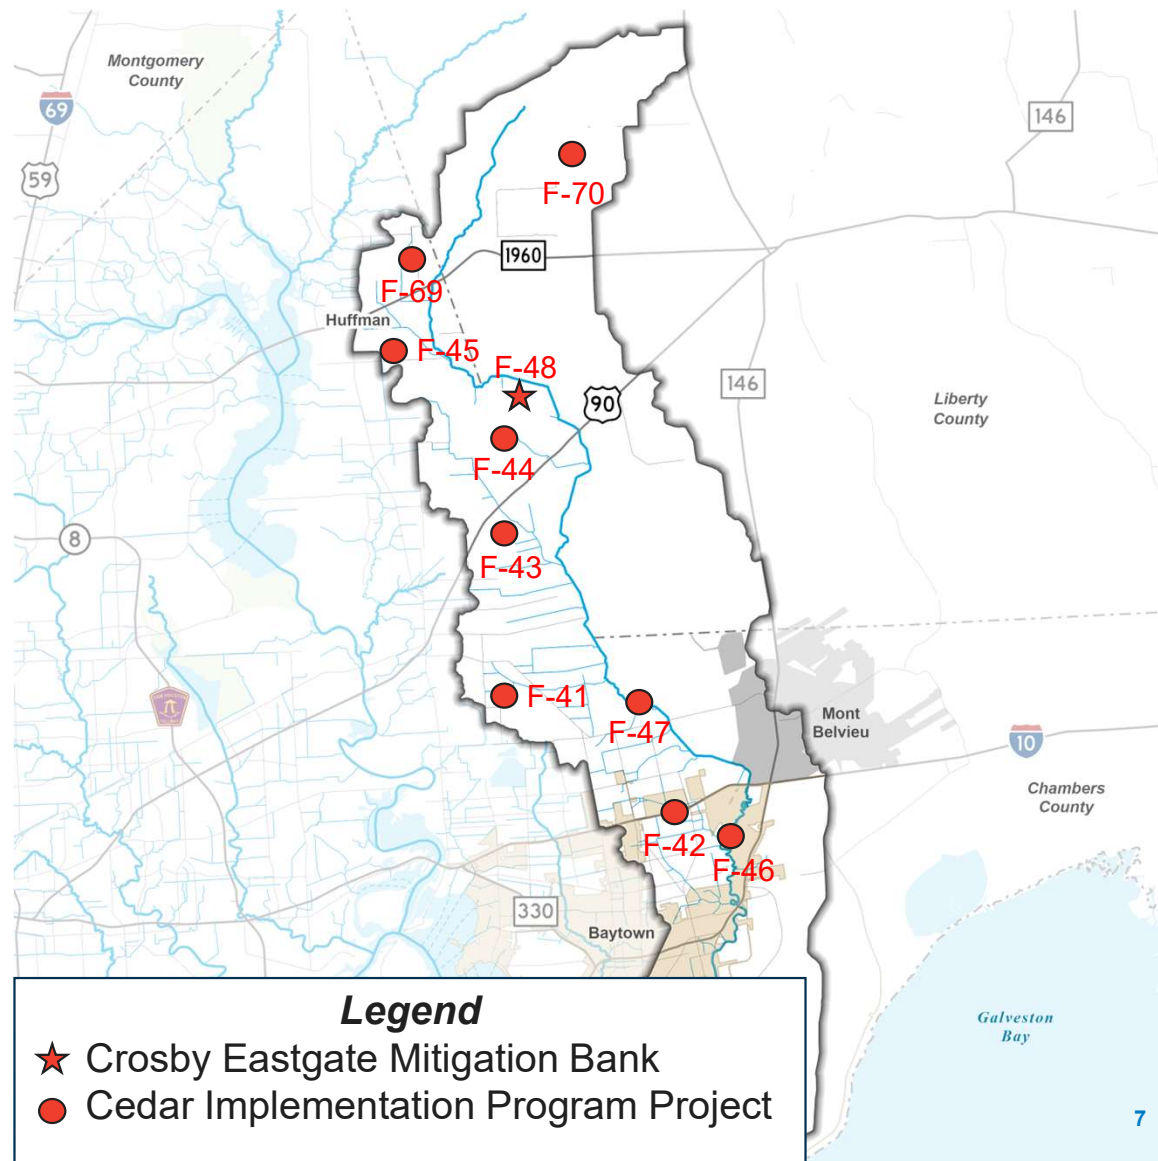 Montgomery
County
69
146
59
F-70
1960
F-69
Huffman
F-45
F-48
146
90
Liberty
County
F-44
8
F-43
F-41
F-47
Mont
Belvieu
10
Chambers
County
F-42
F-46
330
Baytown
Galveston
Bay
Legend
Crosby Eastgate Mitigation Bank
Cedar Implementation Program Project
7